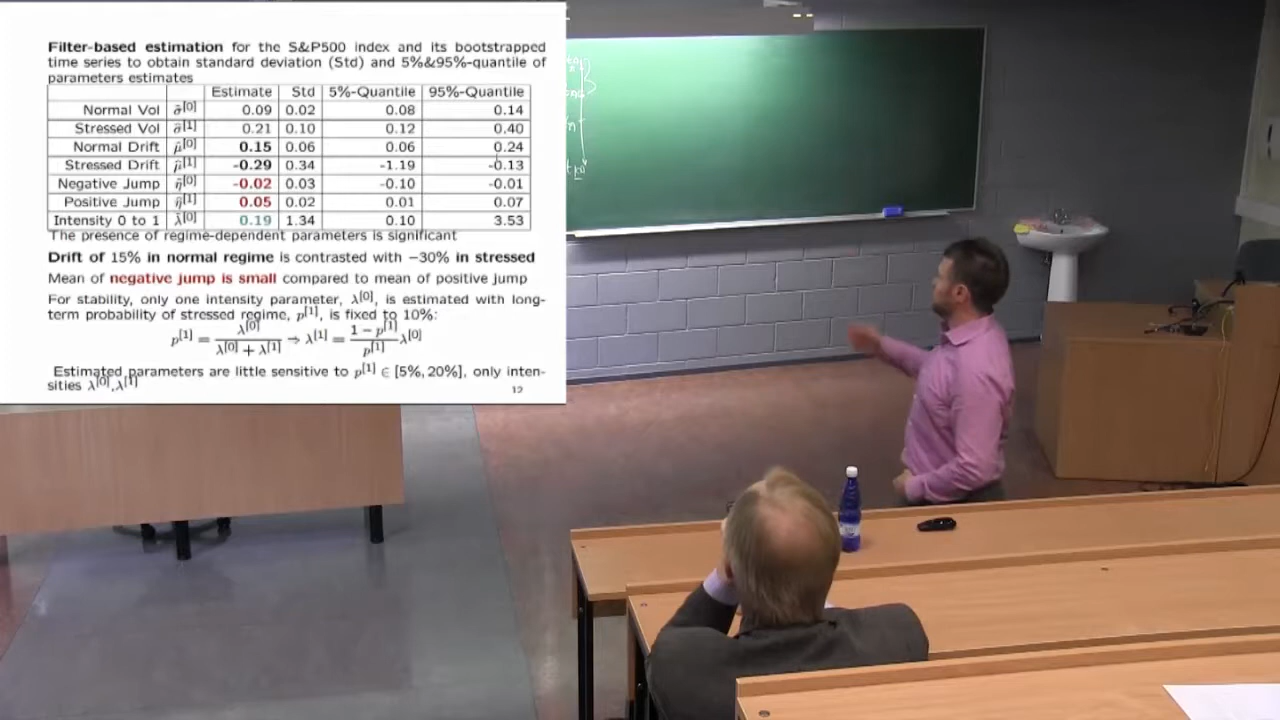 Filter-based estimation for the S&P500 index and its bootstrapped
time series to obtain standard deviation (Std) and 5%&95%-quantile of
parameters estimates
Estimate Std 5%-Quantile 95%-Quantile
Normal Vol σ̂[0] 0.09 0.02 0.08 0.14
Stressed Vol σ̂[1] 0.21 0.10 0.12 0.40
Normal Drift μ̂[0] 0.15 0.06 0.06 0.24
Stressed Drift μ̂[1] -0.29 0.34 -1.19 -0.13
Negative Jump η̂[0] -0.02 0.03 -0.10 -0.01
Positive Jump η̂[1] 0.05 0.02 0.01 0.07
Intensity 0 to 1 λ̂[0] 0.19 1.34 0.10 3.53
The presence of regime-dependent parameters is significant
Drift of 15% in normal regime is contrasted with −30% in stressed
Mean of negative jump is small compared to mean of positive jump
For stability, only one intensity parameter, λ[0], is estimated with long-
term probability of stressed regime, p[1], is fixed to 10%:
p[1] = λ[0] / (λ[0] + λ[1]) → λ[1] = (1 − p[1]) / p[1] λ[0]
Estimated parameters are little sensitive to p[1] ∈ [5%, 20%], only inten-
sities λ[0],λ[1]
12